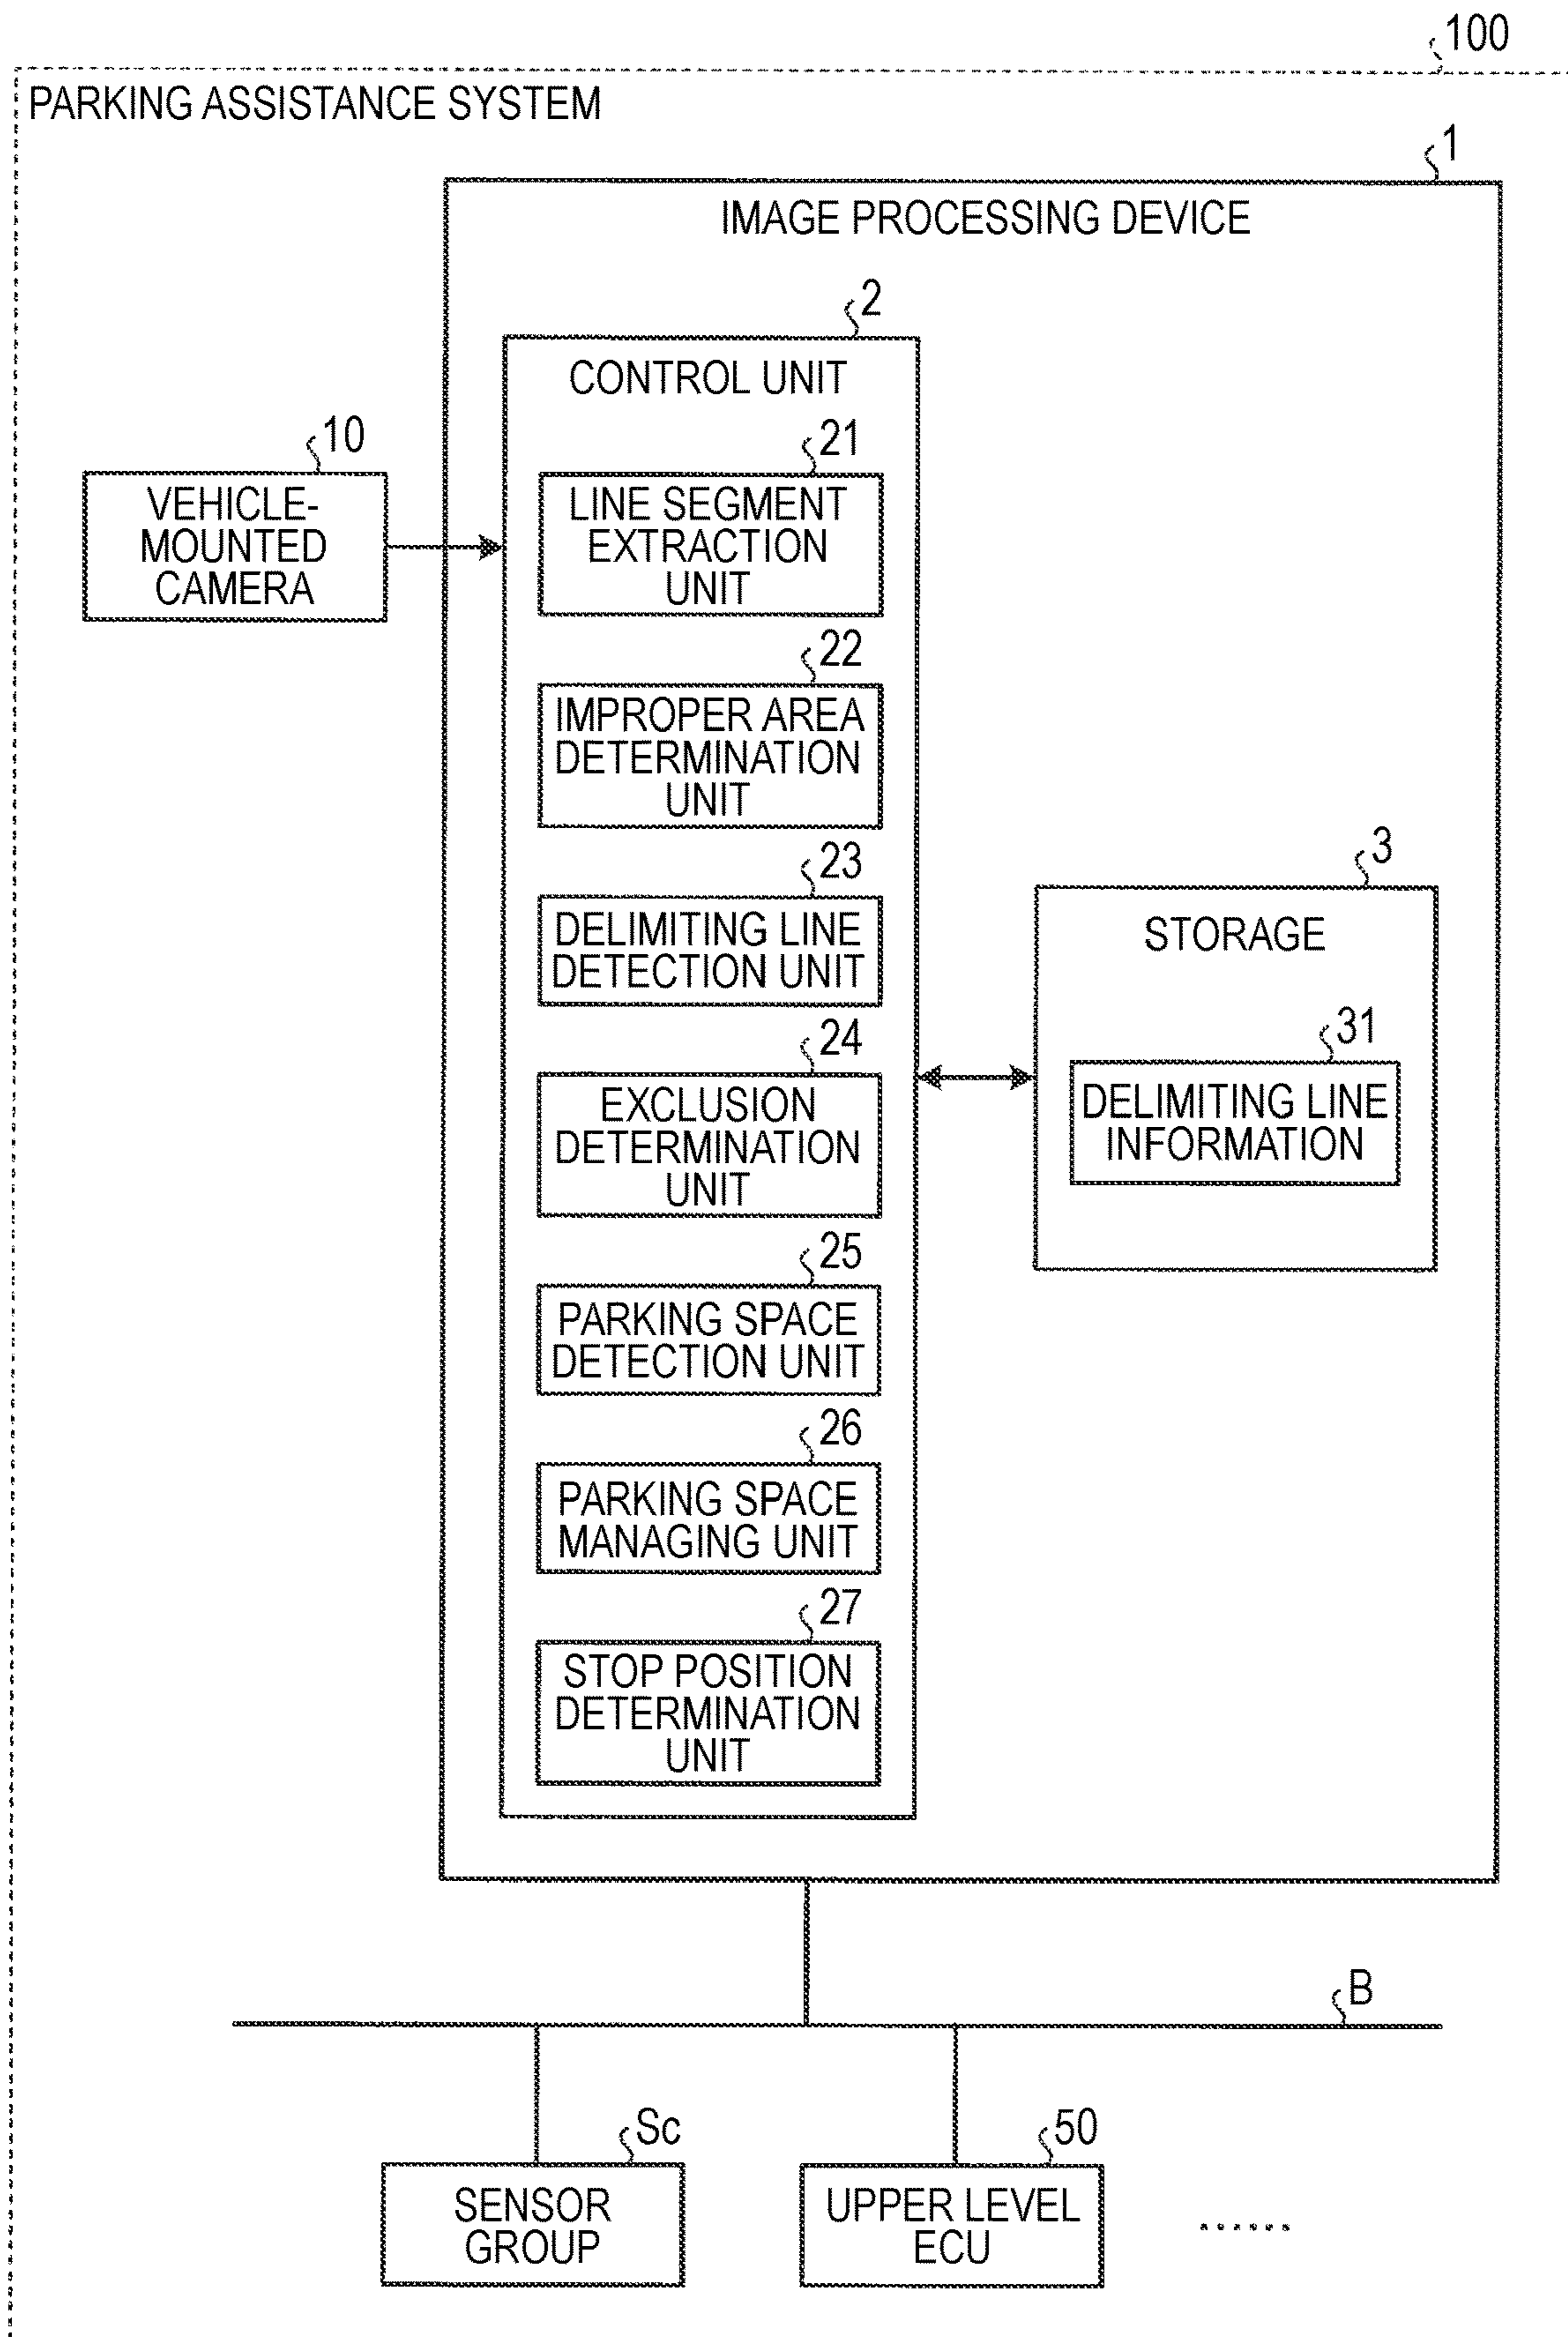 100
PARKING ASSISTANCE SYSTEM
1
IMAGE PROCESSING DEVICE
2
CONTROL UNIT
10
VEHICLE-
MOUNTED
CAMERA
21
LINE SEGMENT
EXTRACTION
UNIT
22
IMPROPER AREA
DETERMINATION
UNIT
23
DELIMITING LINE
DETECTION UNIT
3
STORAGE
24
EXCLUSION
DETERMINATION
UNIT
31
DELIMITING LINE
INFORMATION
25
PARKING SPACE
DETECTION UNIT
26
PARKING SPACE
MANAGING UNIT
27
STOP POSITION
DETERMINATION
UNIT
B
Sc
SENSOR
GROUP
50
UPPER LEVEL
ECU
......